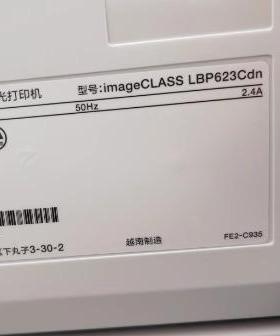 光打印机 型号:imageCLASS LBP623Cdn
50Hz 2.4A
下丸子3-30-2 越南制造 FE2-C935